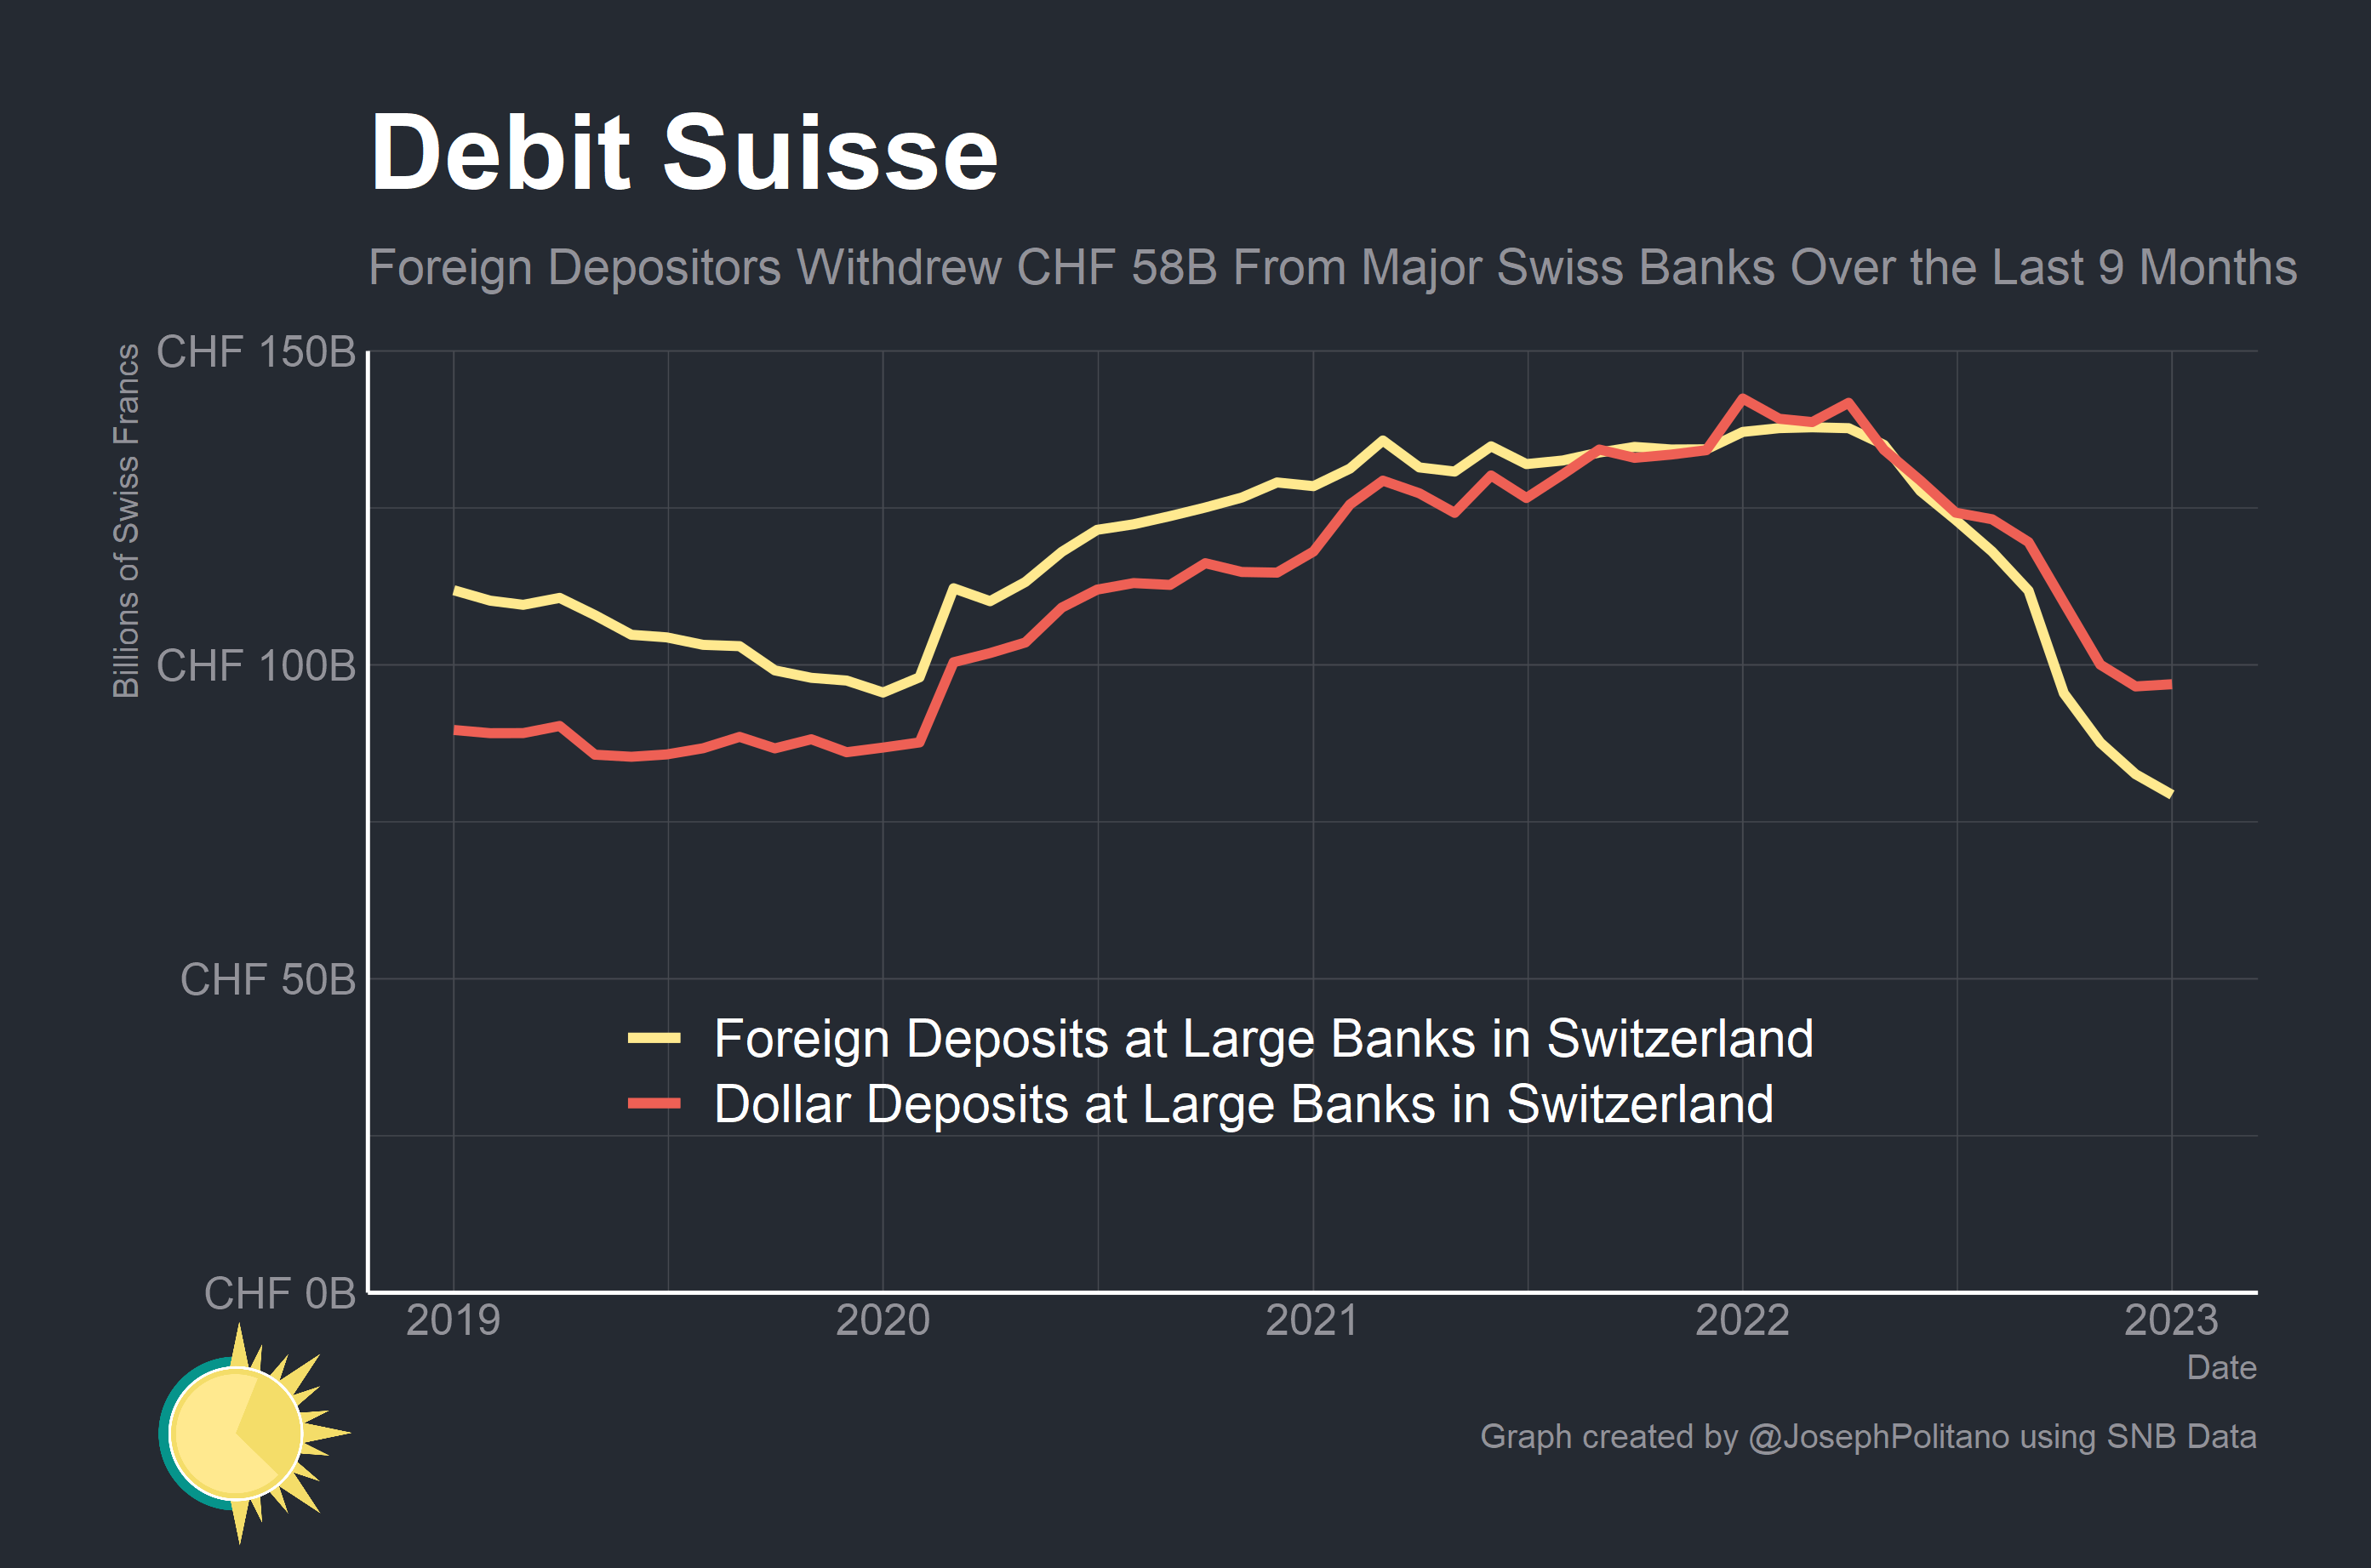 Debit Suisse
Foreign Depositors Withdrew CHF 58B From Major Swiss Banks Over the Last 9 Months
Billions of Swiss Francs
CHF 150B
CHF 100B
CHF 50B
CHF 0B
Foreign Deposits at Large Banks in Switzerland
Dollar Deposits at Large Banks in Switzerland
2019 2020 2021 2022 2023
Date
Graph created by @JosephPolitano using SNB Data